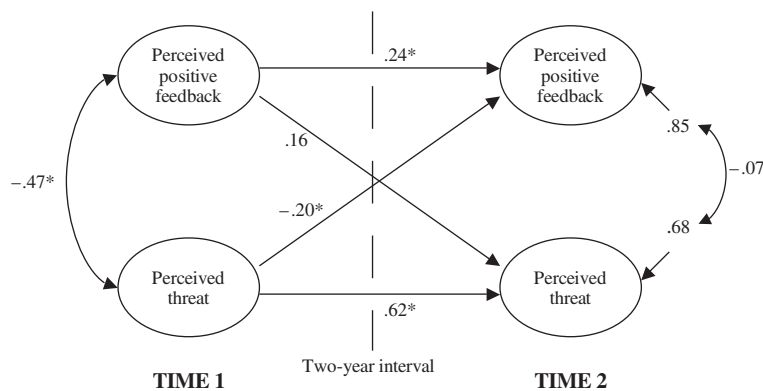 Perceived
positive
feedback
.24*
Perceived
positive
feedback
.85
.16
–.47*
–.07
–.20*
.68
Perceived
threat
Perceived
threat
.62*
Two-year interval
TIME 1
TIME 2